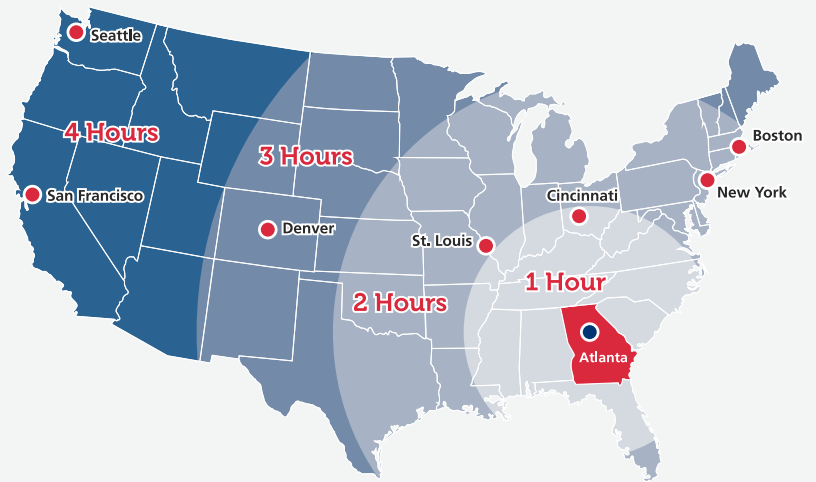 Seattle
4 Hours
Boston
3 Hours
San Francisco
Cincinnati
New York
Denver
St. Louis
1 Hour
2 Hours
Atlanta